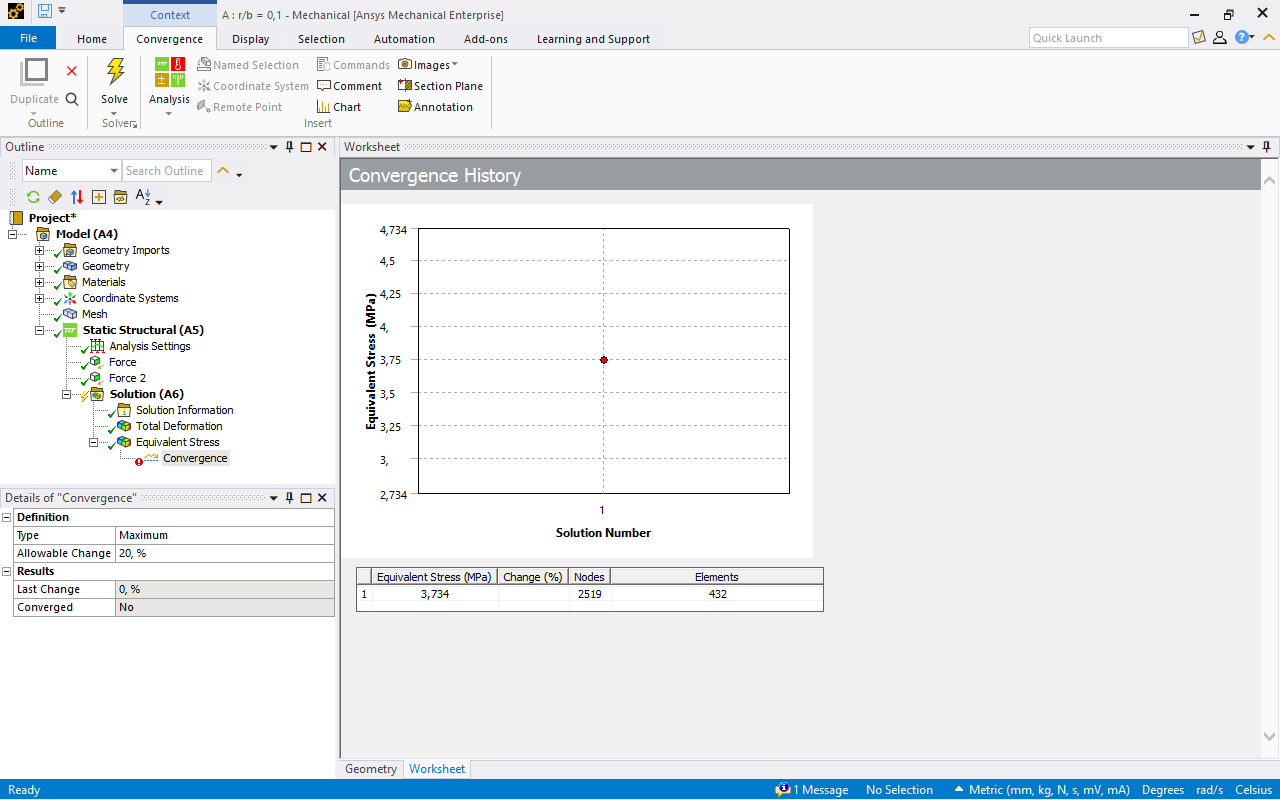 Context
A : r/b = 0,1 - Mechanical [Ansys Mechanical Enterprise]
File Home Convergence Display Selection Automation Add-ons Learning and Support Quick Launch
Named Selection Commands Images
Coordinate System Comment Section Plane
Duplicate Solve Analysis Remote Point Chart Annotation
Outline Solver Insert
Outline
Name Search Outline
Project*
Model (A4)
Geometry Imports
Geometry
Materials
Coordinate Systems
Mesh
Static Structural (A5)
Analysis Settings
Force
Force 2
Solution (A6)
Solution Information
Total Deformation
Equivalent Stress
Convergence
Details of "Convergence"
Definition
Type Maximum
Allowable Change 20, %
Results
Last Change 0, %
Converged No
Worksheet
Convergence History
Equivalent Stress (MPa)
4,734
4,5
4,25
4,
3,75
3,5
3,25
3,
2,734
1
Solution Number
Equivalent Stress (MPa) Change (%) Nodes Elements
1 3,734 2519 432
Geometry Worksheet
Ready 1 Message No Selection Metric (mm, kg, N, s, mV, mA) Degrees rad/s Celsius